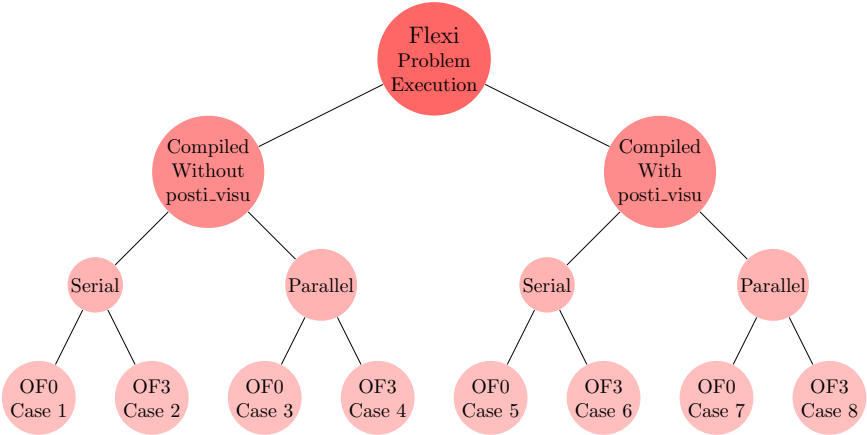 Flexi
Problem
Execution
Compiled
Without
posti_visu
Compiled
With
posti_visu
Serial
Parallel
Serial
Parallel
OF0
Case 1
OF3
Case 2
OF0
Case 3
OF3
Case 4
OF0
Case 5
OF3
Case 6
OF0
Case 7
OF3
Case 8